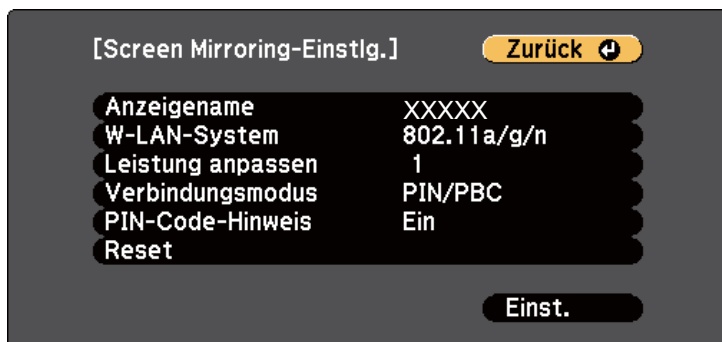 [Screen Mirroring-Einstlg.] Zurück
Anzeigename XXXXX
W-LAN-System 802.11a/g/n
Leistung anpassen 1
Verbindungsmodus PIN/PBC
PIN-Code-Hinweis Ein
Reset
Einst.